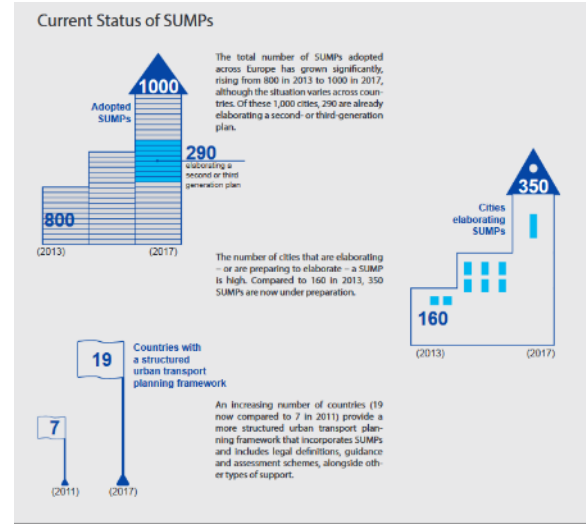 Current Status of SUMPs
1000
Adopted
SUMPs
290
elaborating a
second or third
generation plan
800
(2013)
(2017)
The total number of SUMPs adopted
across Europe has grown significantly,
rising from 800 in 2013 to 1000 in 2017,
although the situation varies across coun-
tries. Of these 1,000 cities, 290 are already
elaborating a second- or third-generation
plan.
350
Cities
elaborating
SUMPs
160
(2013)
(2017)
The number of cities that are elaborating
– or are preparing to elaborate – a SUMP
is high. Compared to 160 in 2013, 350
SUMPs are now under preparation.
19
Countries with
a structured
urban transport
planning framework
7
(2011)
(2017)
An increasing number of countries (19
now compared to 7 in 2011) provide a
more structured urban transport plan-
ning framework that incorporates SUMPs
and includes legal definitions, guidance
and assessment schemes, alongside oth-
er types of support.